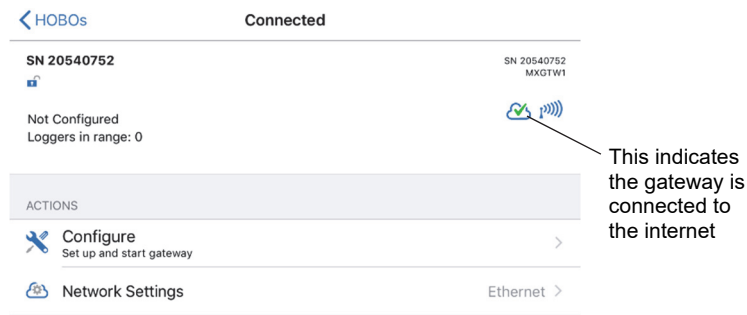 HOBOs
Connected
SN 20540752
SN 20540752
MXGTW1
Not Configured
Loggers in range: 0
This indicates
the gateway is
connected to
the internet
ACTIONS
Configure
Set up and start gateway
Network Settings
Ethernet